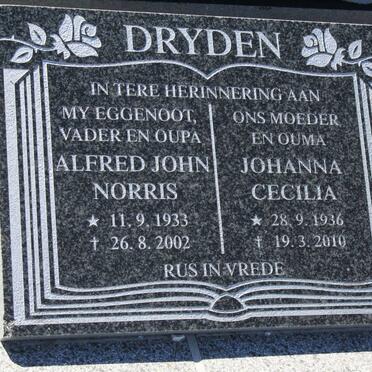 DRYDEN
IN TERE HERINNERING AAN
MY EGGENOOT,
VADER EN OUPA
ALFRED JOHN
NORRIS
★ 11.9.1933
† 26.8.2002
ONS MOEDER
EN OUMA
JOHANNA
CECILIA
★ 28.9.1936
† 19.3.2010
RUS IN VREDE